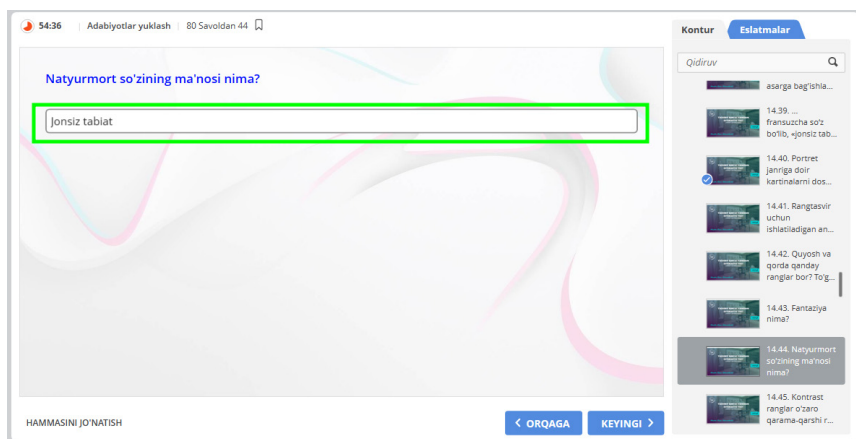 54:36 Adabiyotlar yuklash 80 Savoldan 44
Natyurmort so'zining ma'nosi nima?
Jonsiz tabiat
HAMMASINI JO'NATISH
ORQAGA
KEYINGI
Kontur
Eslatmalar
Qidiruv
asarga bag'ishla...
14.39. ...
fransuzcha so'z
bo'lib, «jonsiz tab...
14.40. Portret
janriga doir
kartinalarni dos...
14.41. Rangtasvir
uchun
ishlatiladigan an...
14.42. Quyosh va
qorda qanday
ranglar bor? To'g...
14.43. Fantaziya
nima?
14.44. Natyurmort
so'zining ma'nosi
nima?
14.45. Kontrast
ranglar o'zaro
qarama-qarshi r...